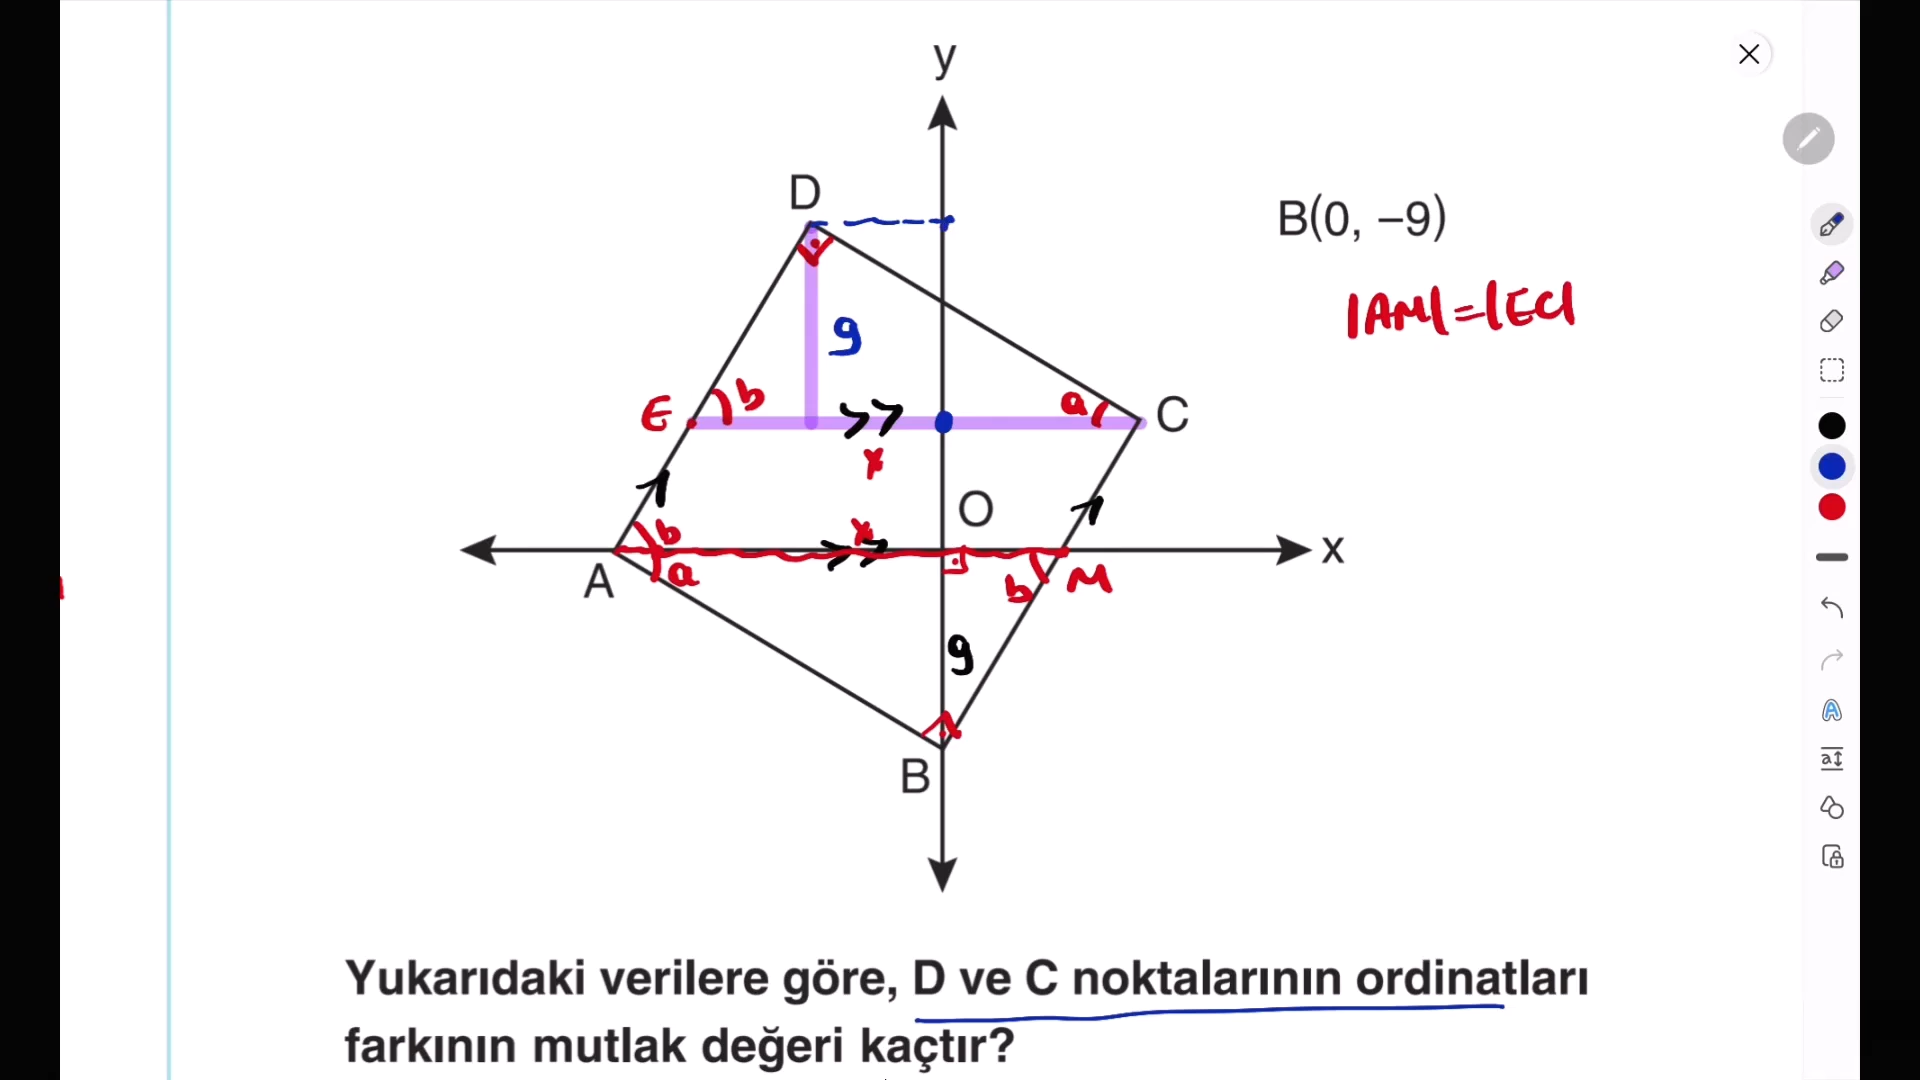 y
D
B(0, −9)
|AM|=|EC|
9
E
b
a
C
x
O
x
b
x
A
a
b
M
9
B
Yukarıdaki verilere göre, D ve C noktalarının ordinatları
farkının mutlak değeri kaçtır?